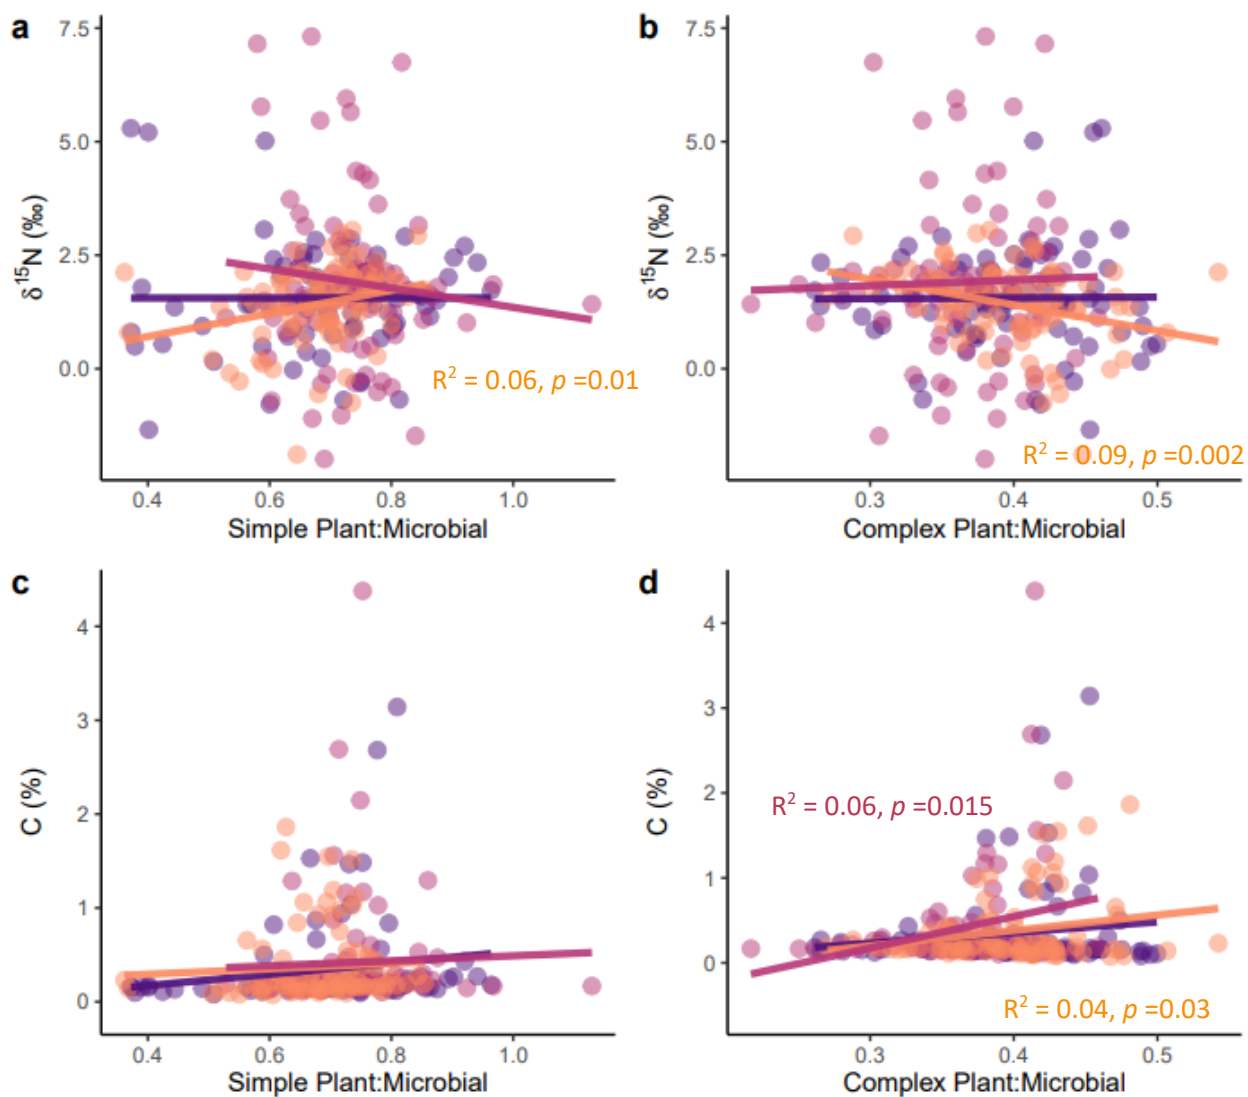 a
7.5
5.0
2.5
0.0
δ¹⁵N (‰)
R² = 0.06, p =0.01
0.4 0.6 0.8 1.0
Simple Plant:Microbial
b
7.5
5.0
2.5
0.0
δ¹⁵N (‰)
R² = 0.09, p =0.002
0.3 0.4 0.5
Complex Plant:Microbial
c
4
3
2
1
0
C (%)
0.4 0.6 0.8 1.0
Simple Plant:Microbial
d
4
3
2
1
0
C (%)
R² = 0.06, p =0.015
R² = 0.04, p =0.03
0.3 0.4 0.5
Complex Plant:Microbial